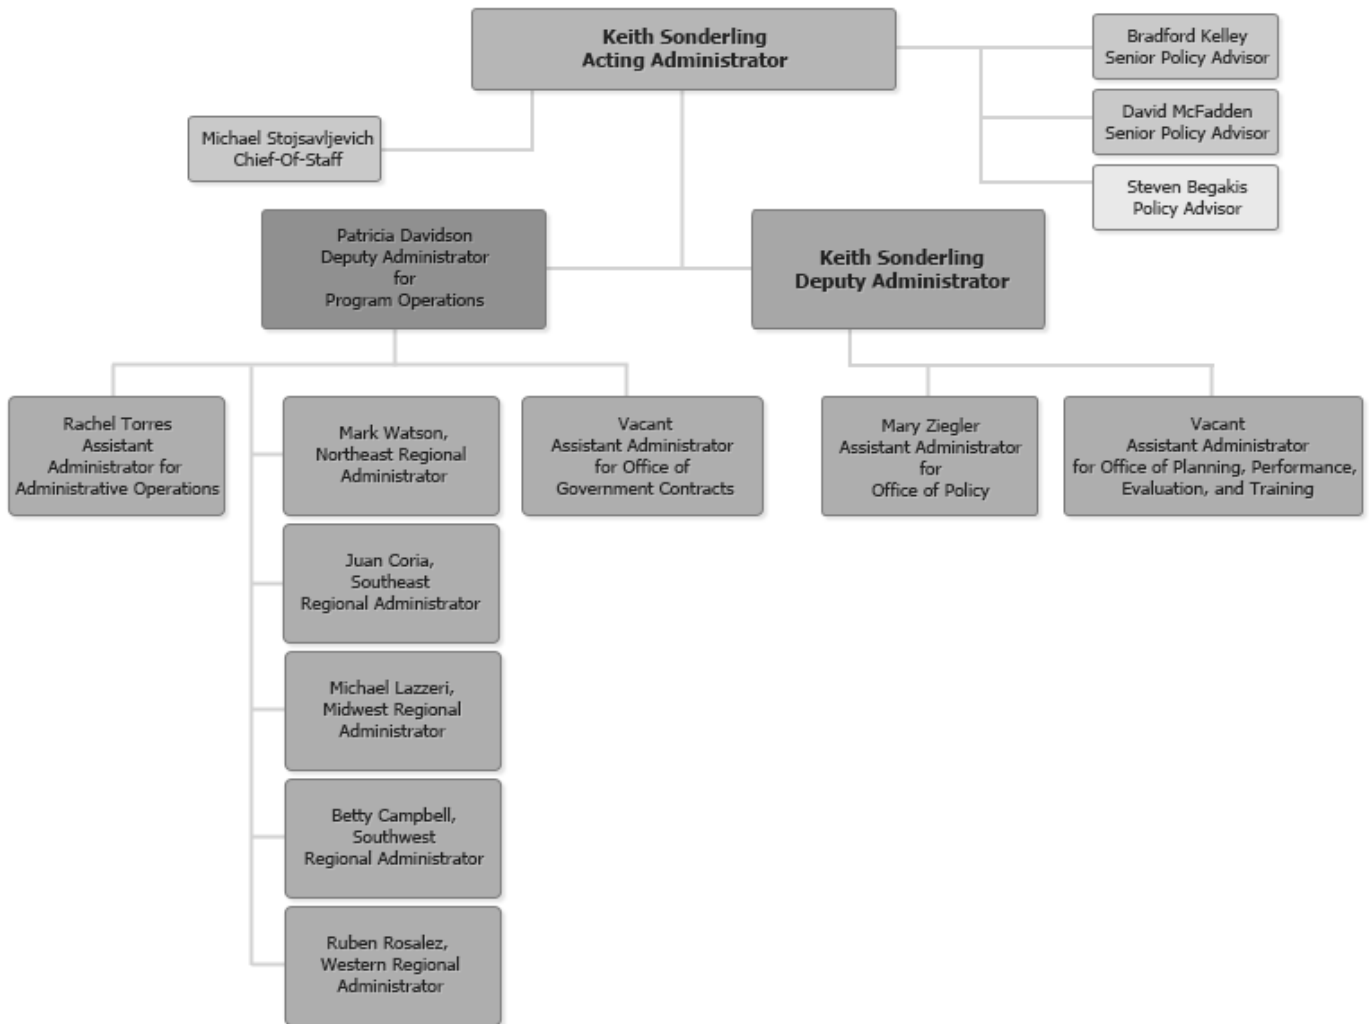 Keith Sonderling
Acting Administrator
Bradford Kelley
Senior Policy Advisor
David McFadden
Senior Policy Advisor
Steven Begakis
Policy Advisor
Michael Stojsavljevich
Chief-Of-Staff
Patricia Davidson
Deputy Administrator
for
Program Operations
Keith Sonderling
Deputy Administrator
Rachel Torres
Assistant
Administrator for
Administrative Operations
Mark Watson,
Northeast Regional
Administrator
Vacant
Assistant Administrator
for Office of
Government Contracts
Mary Ziegler
Assistant Administrator
for
Office of Policy
Vacant
Assistant Administrator
for Office of Planning, Performance,
Evaluation, and Training
Juan Coria,
Southeast
Regional Administrator
Michael Lazzeri,
Midwest Regional
Administrator
Betty Campbell,
Southwest
Regional Administrator
Ruben Rosalez,
Western Regional
Administrator